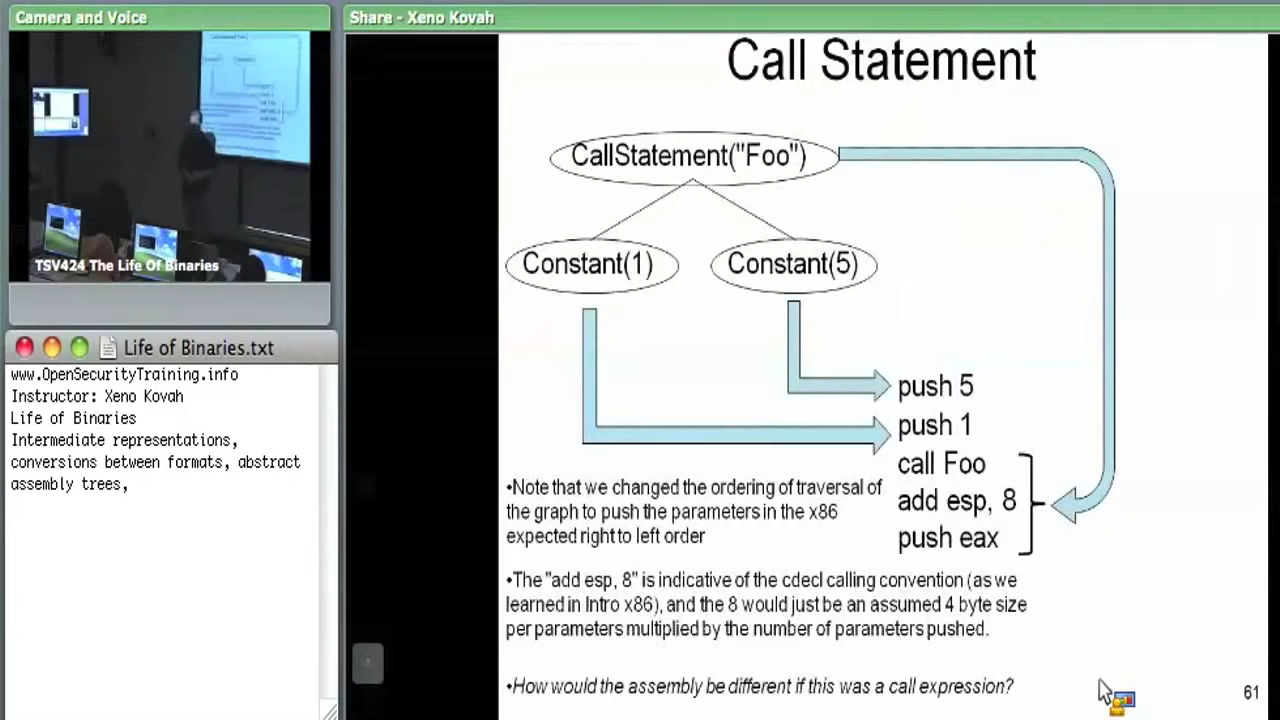 Camera and Voice
TSV424 The Life Of Binaries
Life of Binaries.txt
www.OpenSecurityTraining.info
Instructor: Xeno Kovah
Life of Binaries
Intermediate representations,
conversions between formats, abstract
assembly trees,
Share - Xeno Kovah
Call Statement
CallStatement("Foo")
Constant(1)
Constant(5)
push 5
push 1
call Foo
add esp, 8
push eax
•Note that we changed the ordering of traversal of
the graph to push the parameters in the x86
expected right to left order
•The "add esp, 8" is indicative of the cdecl calling convention (as we
learned in Intro x86), and the 8 would just be an assumed 4 byte size
per parameters multiplied by the number of parameters pushed.
•How would the assembly be different if this was a call expression?
61